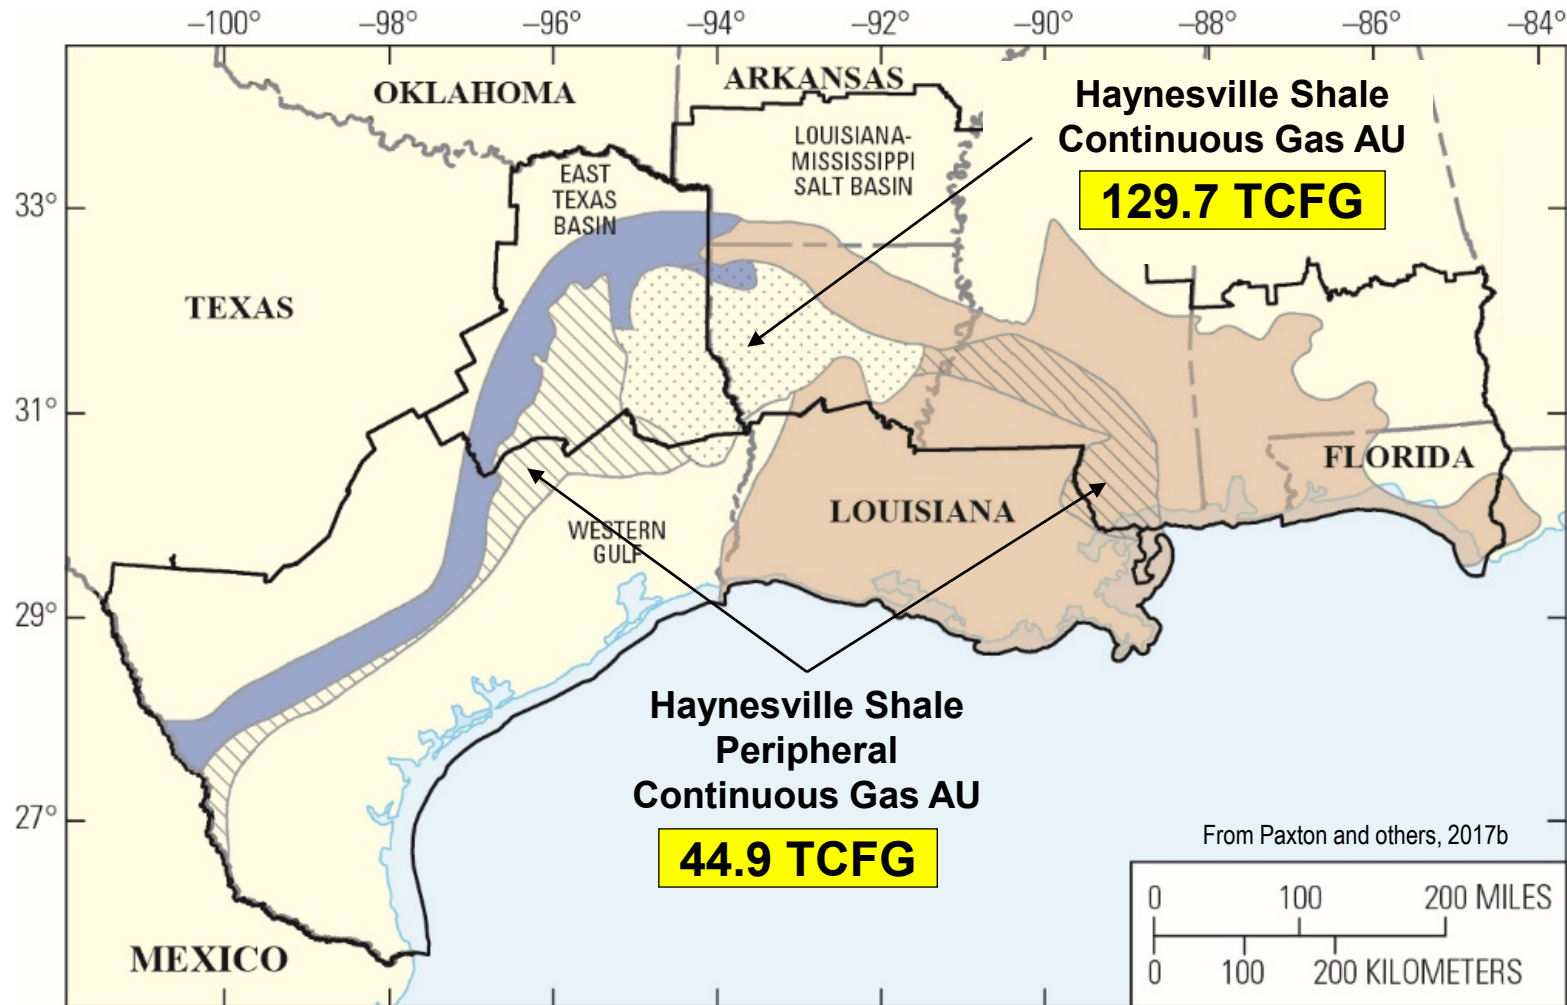 −100° −98° −96° −94° −92° −90° −88° −86° −84°
OKLAHOMA
ARKANSAS
Haynesville Shale
Continuous Gas AU
129.7 TCFG
LOUISIANA-
MISSISSIPPI
SALT BASIN
EAST
TEXAS
BASIN
33°
TEXAS
31°
FLORIDA
LOUISIANA
WESTERN
GULF
29°
Haynesville Shale
Peripheral
Continuous Gas AU
44.9 TCFG
27°
From Paxton and others, 2017b
0 100 200 MILES
0 100 200 KILOMETERS
MEXICO